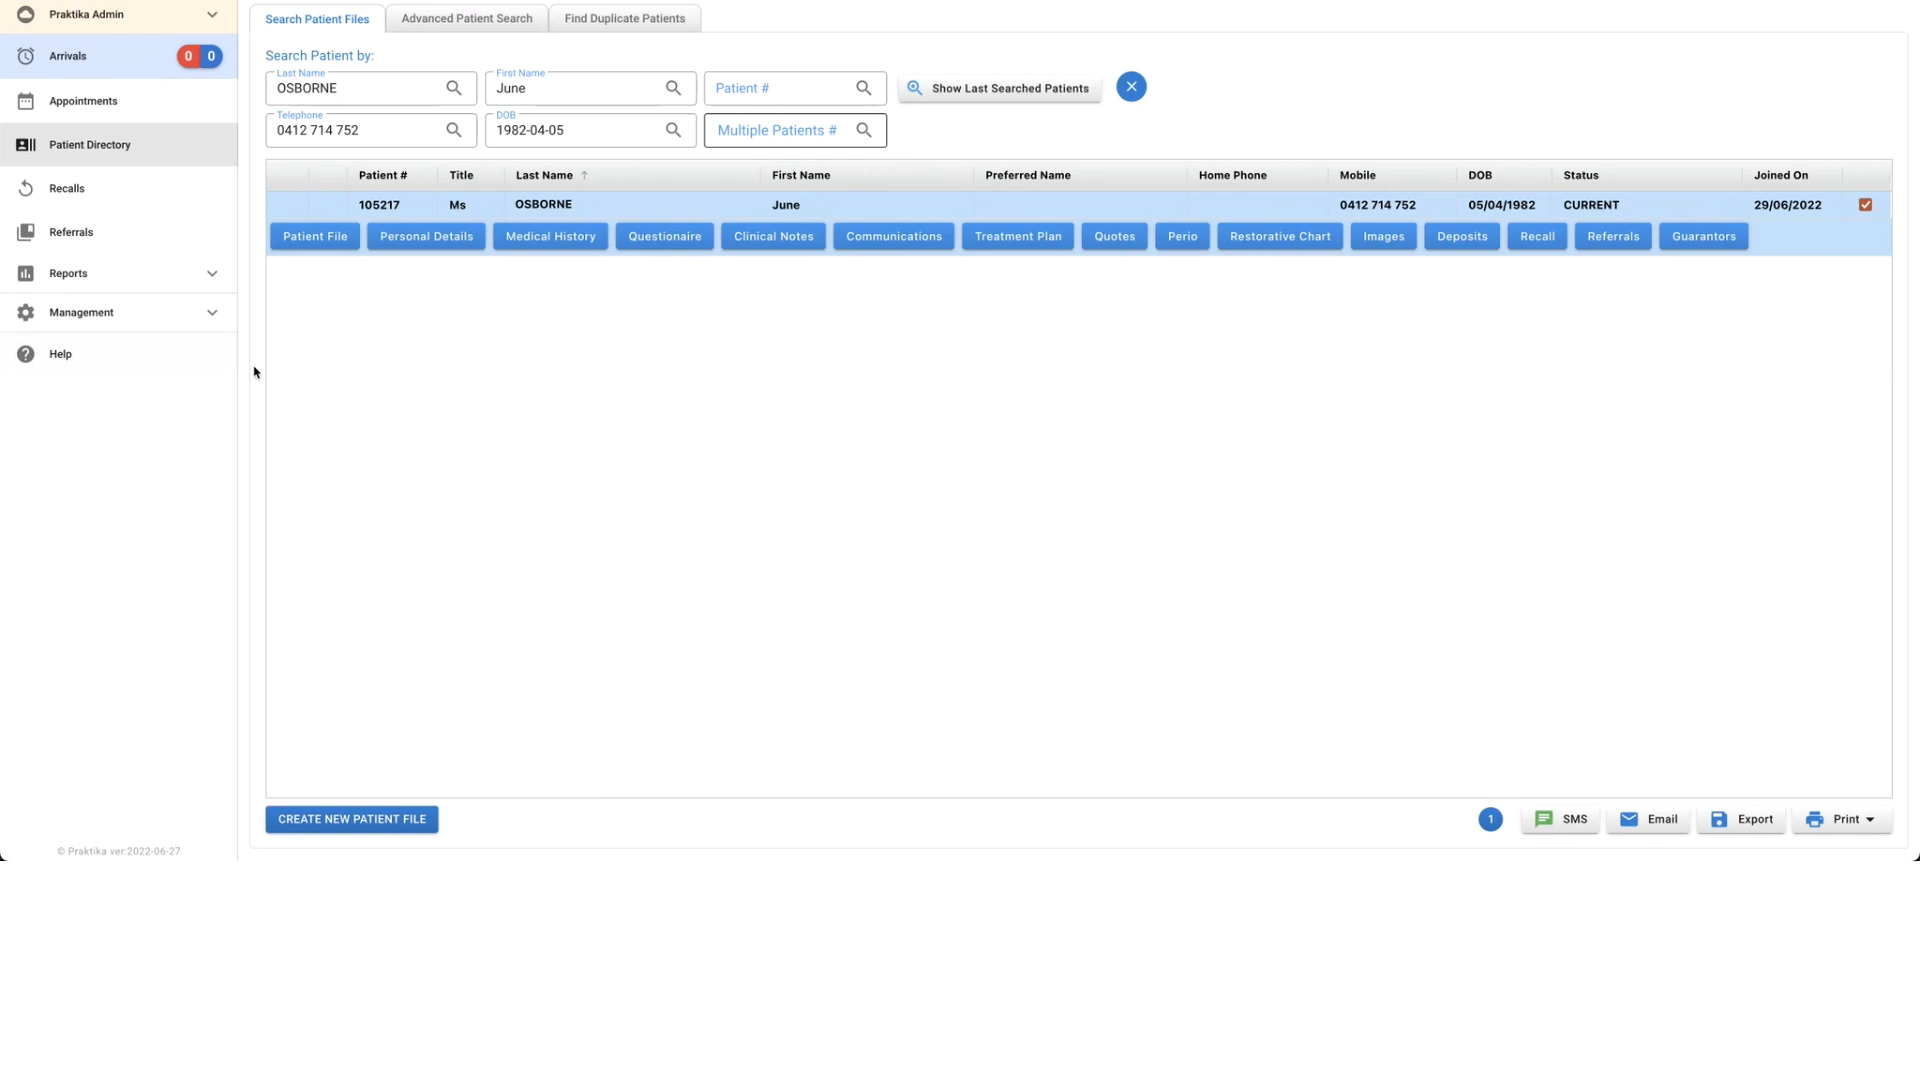 Praktika Admin
Arrivals 0 0
Appointments
Patient Directory
Recalls
Referrals
Reports
Management
Help
© Praktika ver:2022-06-27
Search Patient Files Advanced Patient Search Find Duplicate Patients
Search Patient by:
Last Name First Name
OSBORNE June Patient # Show Last Searched Patients
Telephone DOB
0412 714 752 1982-04-05 Multiple Patients #
Patient # Title Last Name First Name Preferred Name Home Phone Mobile DOB Status Joined On
105217 Ms OSBORNE June 0412 714 752 05/04/1982 CURRENT 29/06/2022
Patient File Personal Details Medical History Questionaire Clinical Notes Communications Treatment Plan Quotes Perio Restorative Chart Images Deposits Recall Referrals Guarantors
CREATE NEW PATIENT FILE 1 SMS Email Export Print